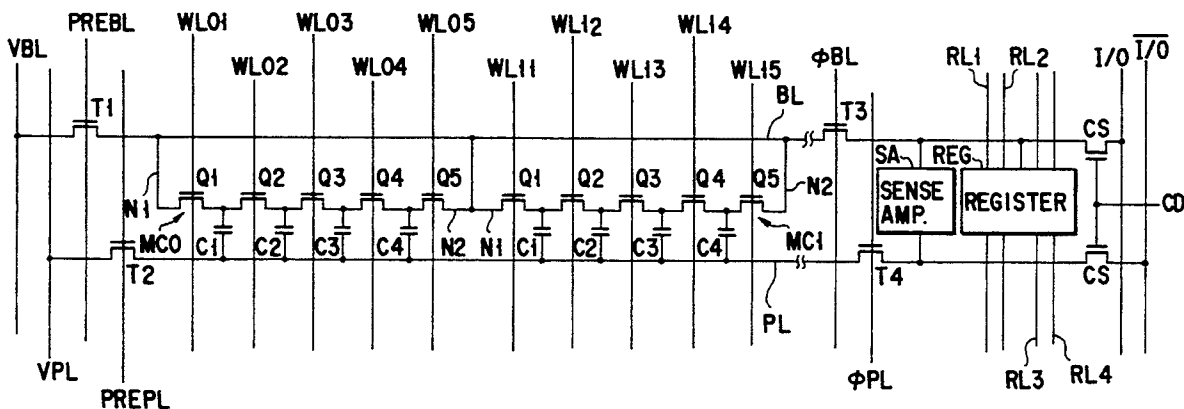 PREBL WL01 WL03 WL05 WL12 WL14
VBL WL02 WL04 WL11 WL13 WL15 ΦBL RL1 RL2 I/O I/O
T1 BL T3 CS
SA REG
N1 Q1 Q2 Q3 Q4 Q5 Q1 Q2 Q3 Q4 Q5 N2
SENSE AMP. REGISTER CD
MC0 C1 C2 C3 C4 N2 N1 C1 C2 C3 C4 MC1
T2 T4 CS
PL
VPL ΦPL RL3 RL4
PREPL